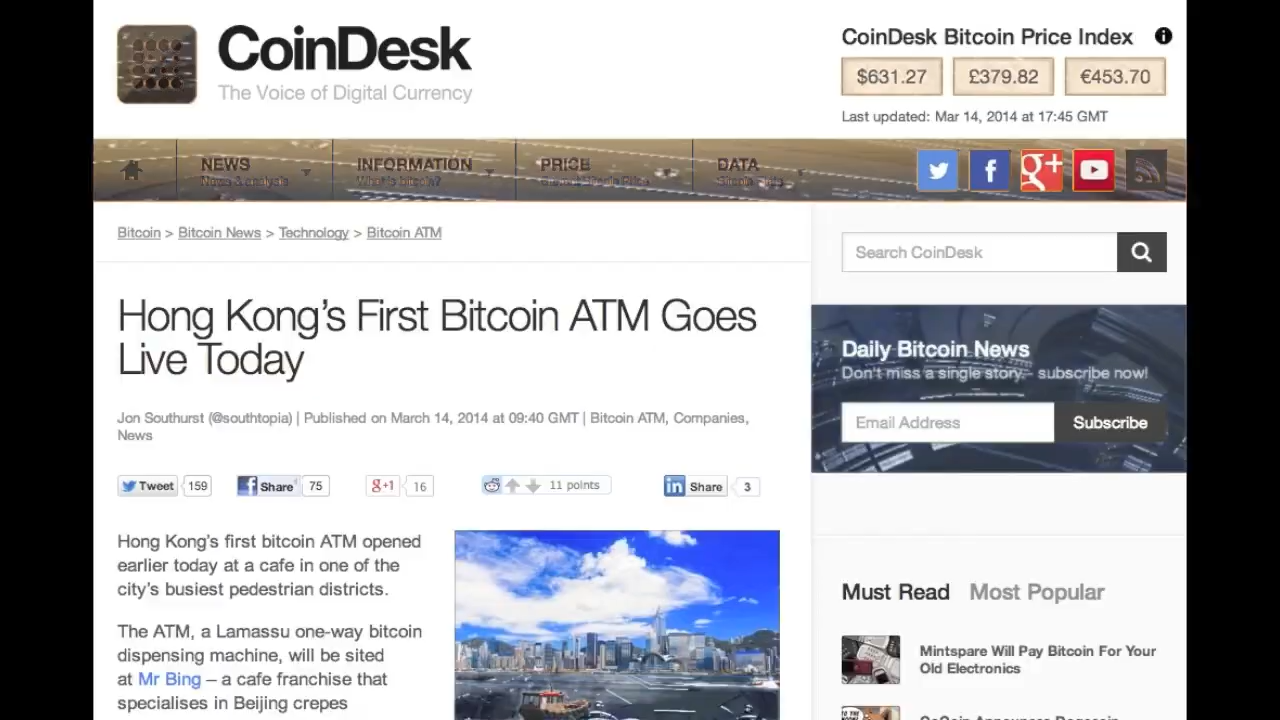 CoinDesk
The Voice of Digital Currency
CoinDesk Bitcoin Price Index
$631.27 £379.82 €453.70
Last updated: Mar 14, 2014 at 17:45 GMT
NEWS INFORMATION PRICE DATA
News & analysis What is bitcoin?
Bitcoin > Bitcoin News > Technology > Bitcoin ATM
Search CoinDesk
Hong Kong's First Bitcoin ATM Goes
Live Today
Jon Southurst (@southtopia) | Published on March 14, 2014 at 09:40 GMT | Bitcoin ATM, Companies,
News
Tweet 159 Share 75 g+1 16 11 points in Share 3
Hong Kong's first bitcoin ATM opened
earlier today at a cafe in one of the
city's busiest pedestrian districts.
The ATM, a Lamassu one-way bitcoin
dispensing machine, will be sited
at Mr Bing – a cafe franchise that
specialises in Beijing crepes
Daily Bitcoin News
Don't miss a single story - subscribe now!
Email Address Subscribe
Must Read Most Popular
Mintspare Will Pay Bitcoin For Your
Old Electronics